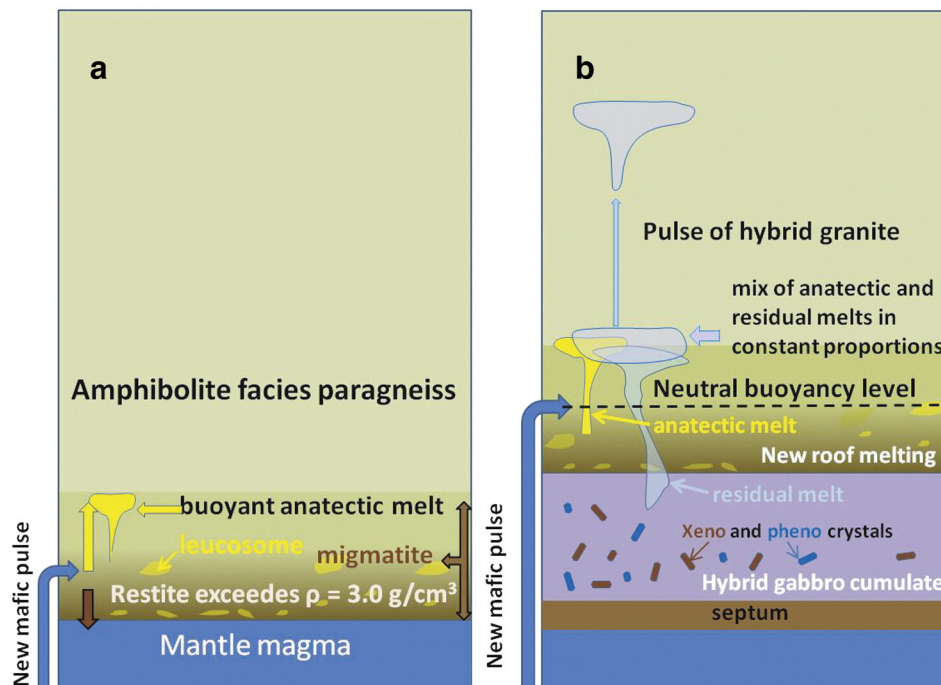 a
Amphibolite facies paragneiss
buoyant anatectic melt
leucosome
migmatite
Restite exceedes ρ = 3.0 g/cm³
Mantle magma
New mafic pulse
b
Pulse of hybrid granite
mix of anatectic and
residual melts in
constant proportions
Neutral buoyancy level
anatectic melt
New roof melting
residual melt
Xeno and pheno crystals
Hybrid gabbro cumulate
septum
New mafic pulse